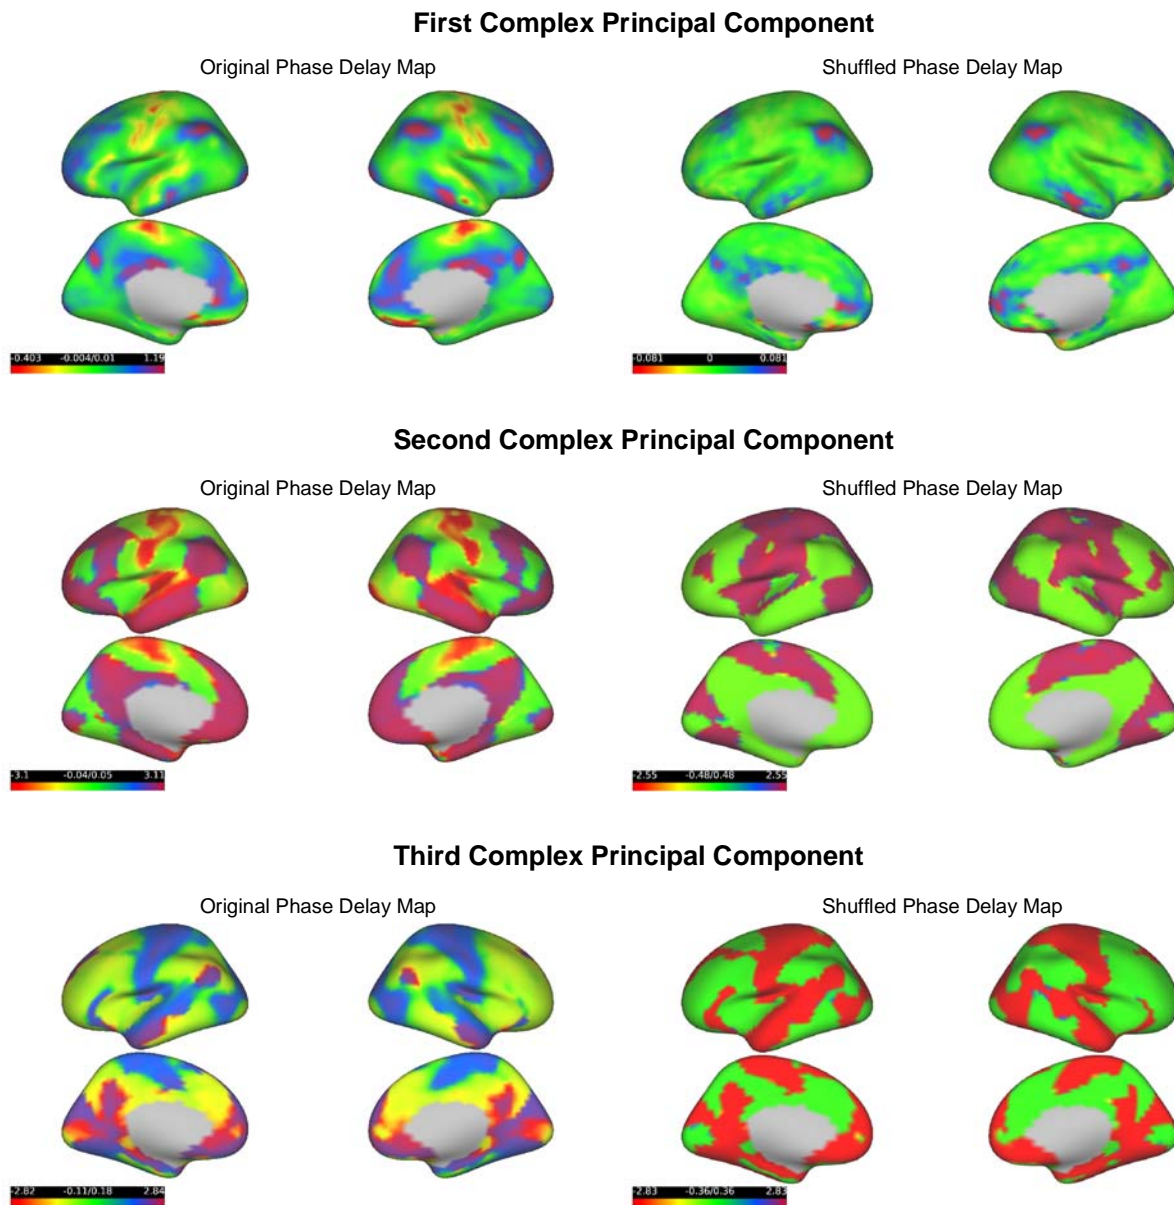 First Complex Principal Component
Original Phase Delay Map
Shuffled Phase Delay Map
-0.403 -0.004/0.01 1.19
-0.081 0 0.081
Second Complex Principal Component
Original Phase Delay Map
Shuffled Phase Delay Map
-3.1 -0.04/0.05 3.11
-2.55 -0.48/0.48 2.55
Third Complex Principal Component
Original Phase Delay Map
Shuffled Phase Delay Map
-2.82 -0.11/0.18 2.84
-2.83 -0.36/0.36 2.83